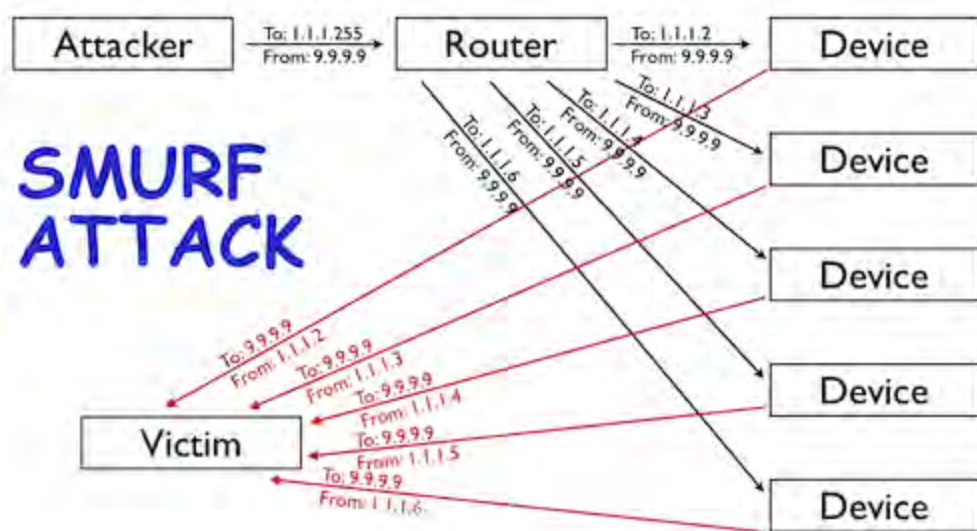 Attacker
To: 1.1.1.255
From: 9.9.9.9
Router
To: 1.1.1.2
From: 9.9.9.9
Device
To: 1.1.1.3
From: 9.9.9.9
Device
To: 1.1.1.4
From: 9.9.9.9
Device
To: 1.1.1.5
From: 9.9.9.9
Device
To: 1.1.1.6
From: 9.9.9.9
Device
SMURF
ATTACK
To: 9.9.9.9
From: 1.1.1.2
To: 9.9.9.9
From: 1.1.1.3
To: 9.9.9.9
From: 1.1.1.4
To: 9.9.9.9
From: 1.1.1.5
To: 9.9.9.9
From: 1.1.1.6
Victim